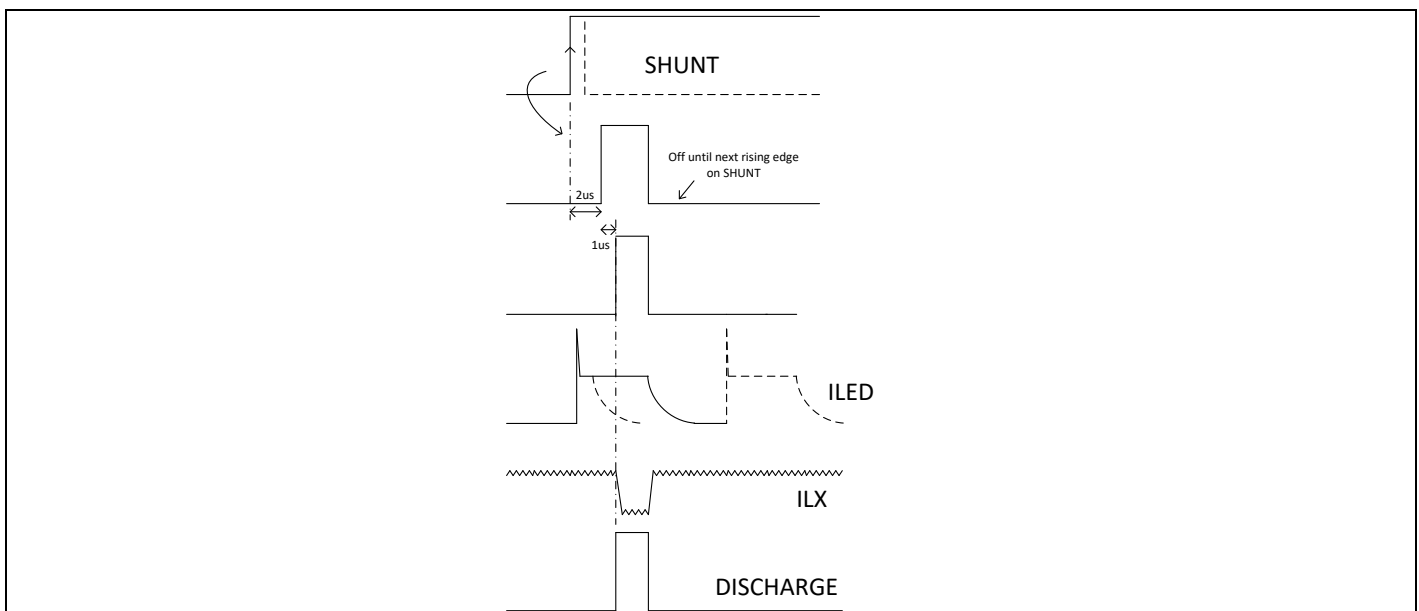 SHUNT
Off until next rising edge
on SHUNT
2us
1us
ILED
ILX
DISCHARGE